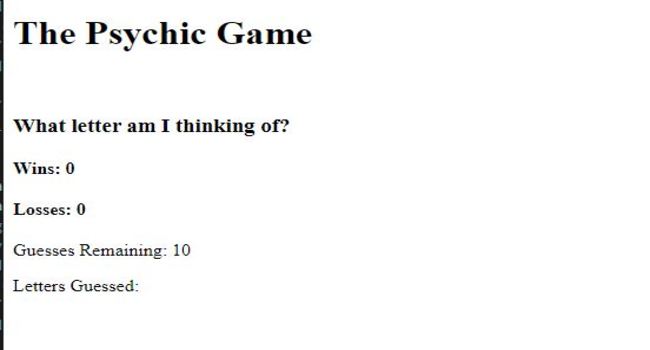 The Psychic Game
What letter am I thinking of?
Wins: 0
Losses: 0
Guesses Remaining: 10
Letters Guessed: